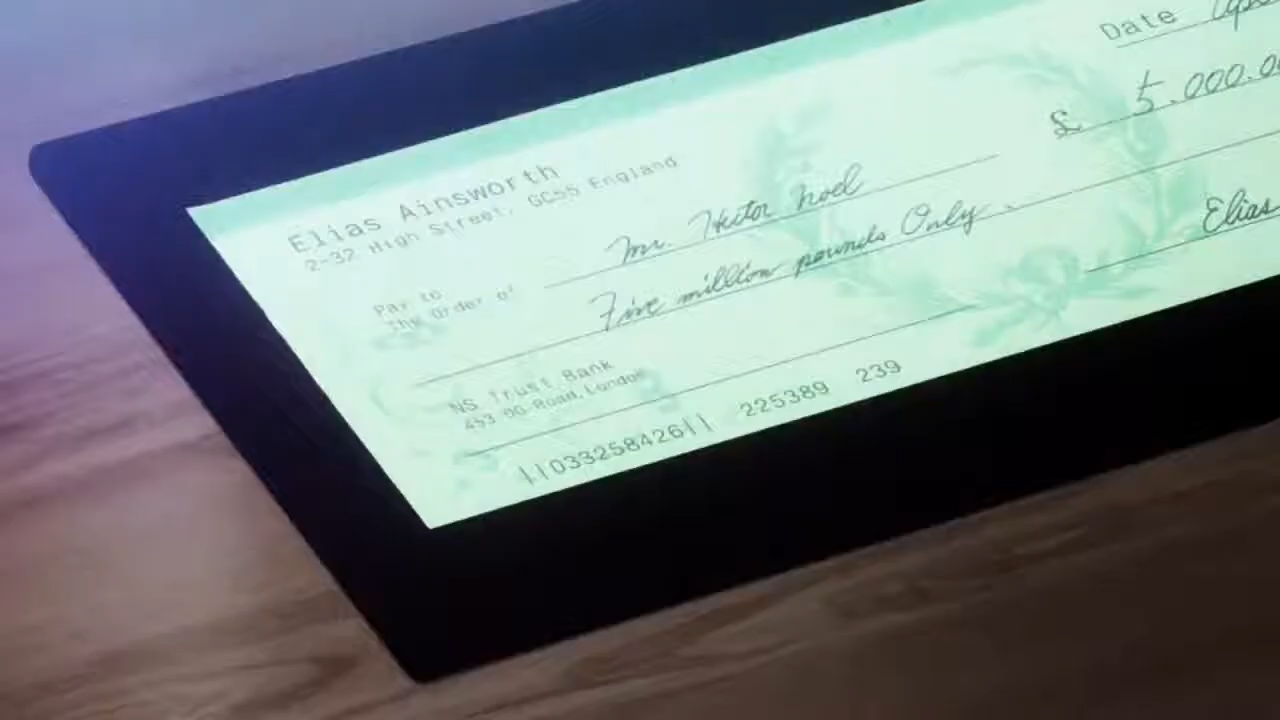 Date
£ 5.000.00
Elias Ainsworth
2-32 High Street, GC55 England
Pay to
The Order of
Mr. Hector Noel
Five million pounds Only.
Elias
NS Trust Bank
453 OG-Road, London
||033258426|| 225389 239